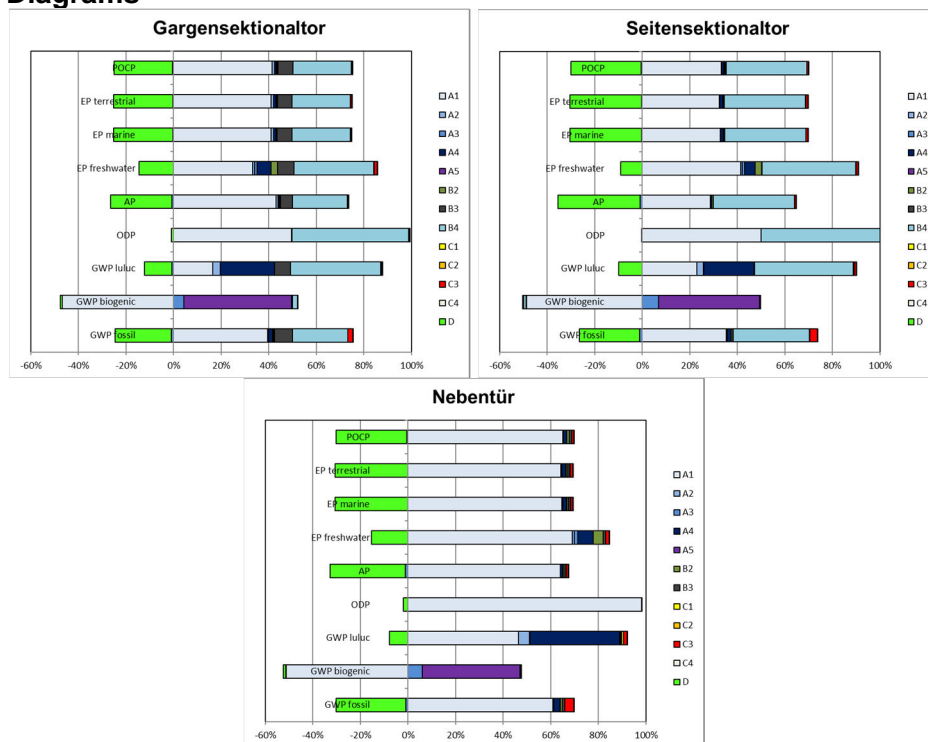 Diagrams
Gargensektionaltor
POCP
EP terrestrial
EP marine
EP freshwater
AP
ODP
GWP luluc
GWP biogenic
GWP fossil
-60% -40% -20% 0% 20% 40% 60% 80% 100%
A1
A2
A3
A4
A5
B2
B3
B4
C1
C2
C3
C4
D
Seitensektionaltor
POCP
EP terrestrial
EP marine
EP freshwater
AP
ODP
GWP luluc
GWP biogenic
GWP fossil
-60% -40% -20% 0% 20% 40% 60% 80% 100%
A1
A2
A3
A4
A5
B2
B3
B4
C1
C2
C3
C4
D
Nebentür
POCP
EP terrestrial
EP marine
EP freshwater
AP
ODP
GWP luluc
GWP biogenic
GWP fossil
-60% -40% -20% 0% 20% 40% 60% 80% 100%
A1
A2
A3
A4
A5
B2
B3
C1
C2
C3
C4
D